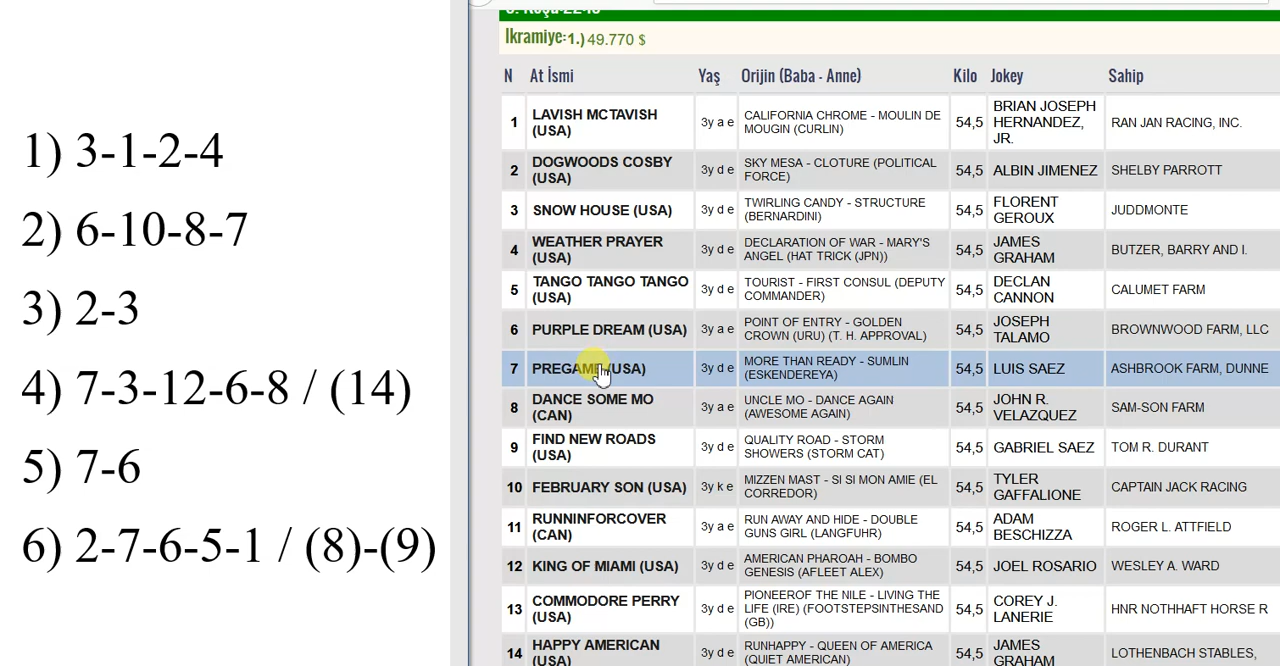 1) 3-1-2-4
2) 6-10-8-7
3) 2-3
4) 7-3-12-6-8 / (14)
5) 7-6
6) 2-7-6-5-1 / (8)-(9)
İkramiye:1.) 49.770 $
N At İsmi Yaş Orijin (Baba - Anne) Kilo Jokey Sahip
1 LAVISH MCTAVISH (USA) 3y a e CALIFORNIA CHROME - MOULIN DE MOUGIN (CURLIN) 54,5 BRIAN JOSEPH HERNANDEZ, JR. RAN JAN RACING, INC.
2 DOGWOODS COSBY (USA) 3y d e SKY MESA - CLOTURE (POLITICAL FORCE) 54,5 ALBIN JIMENEZ SHELBY PARROTT
3 SNOW HOUSE (USA) 3y d e TWIRLING CANDY - STRUCTURE (BERNARDINI) 54,5 FLORENT GEROUX JUDDMONTE
4 WEATHER PRAYER (USA) 3y d e DECLARATION OF WAR - MARY'S ANGEL (HAT TRICK (JPN)) 54,5 JAMES GRAHAM BUTZER, BARRY AND I.
5 TANGO TANGO TANGO (USA) 3y d e TOURIST - FIRST CONSUL (DEPUTY COMMANDER) 54,5 DECLAN CANNON CALUMET FARM
6 PURPLE DREAM (USA) 3y a e POINT OF ENTRY - GOLDEN CROWN (URU) (T. H. APPROVAL) 54,5 JOSEPH TALAMO BROWNWOOD FARM, LLC
7 PREGAME (USA) 3y d e MORE THAN READY - SUMLIN (ESKENDEREYA) 54,5 LUIS SAEZ ASHBROOK FARM, DUNNE
8 DANCE SOME MO (CAN) 3y a e UNCLE MO - DANCE AGAIN (AWESOME AGAIN) 54,5 JOHN R. VELAZQUEZ SAM-SON FARM
9 FIND NEW ROADS (USA) 3y d e QUALITY ROAD - STORM SHOWERS (STORM CAT) 54,5 GABRIEL SAEZ TOM R. DURANT
10 FEBRUARY SON (USA) 3y k e MIZZEN MAST - SI SI MON AMIE (EL CORREDOR) 54,5 TYLER GAFFALIONE CAPTAIN JACK RACING
11 RUNNINFORCOVER (CAN) 3y a e RUN AWAY AND HIDE - DOUBLE GUNS GIRL (LANGFUHR) 54,5 ADAM BESCHIZZA ROGER L. ATTFIELD
12 KING OF MIAMI (USA) 3y d e AMERICAN PHAROAH - BOMBO GENESIS (AFLEET ALEX) 54,5 JOEL ROSARIO WESLEY A. WARD
13 COMMODORE PERRY (USA) 3y d e PIONEEROF THE NILE - LIVING THE LIFE (IRE) (FOOTSTEPSINTHESAND (GB)) 54,5 COREY J. LANERIE HNR NOTHHAFT HORSE R
14 HAPPY AMERICAN (USA) 3y d e RUNHAPPY - QUEEN OF AMERICA (QUIET AMERICAN) 54,5 JAMES GRAHAM LOTHENBACH STABLES,